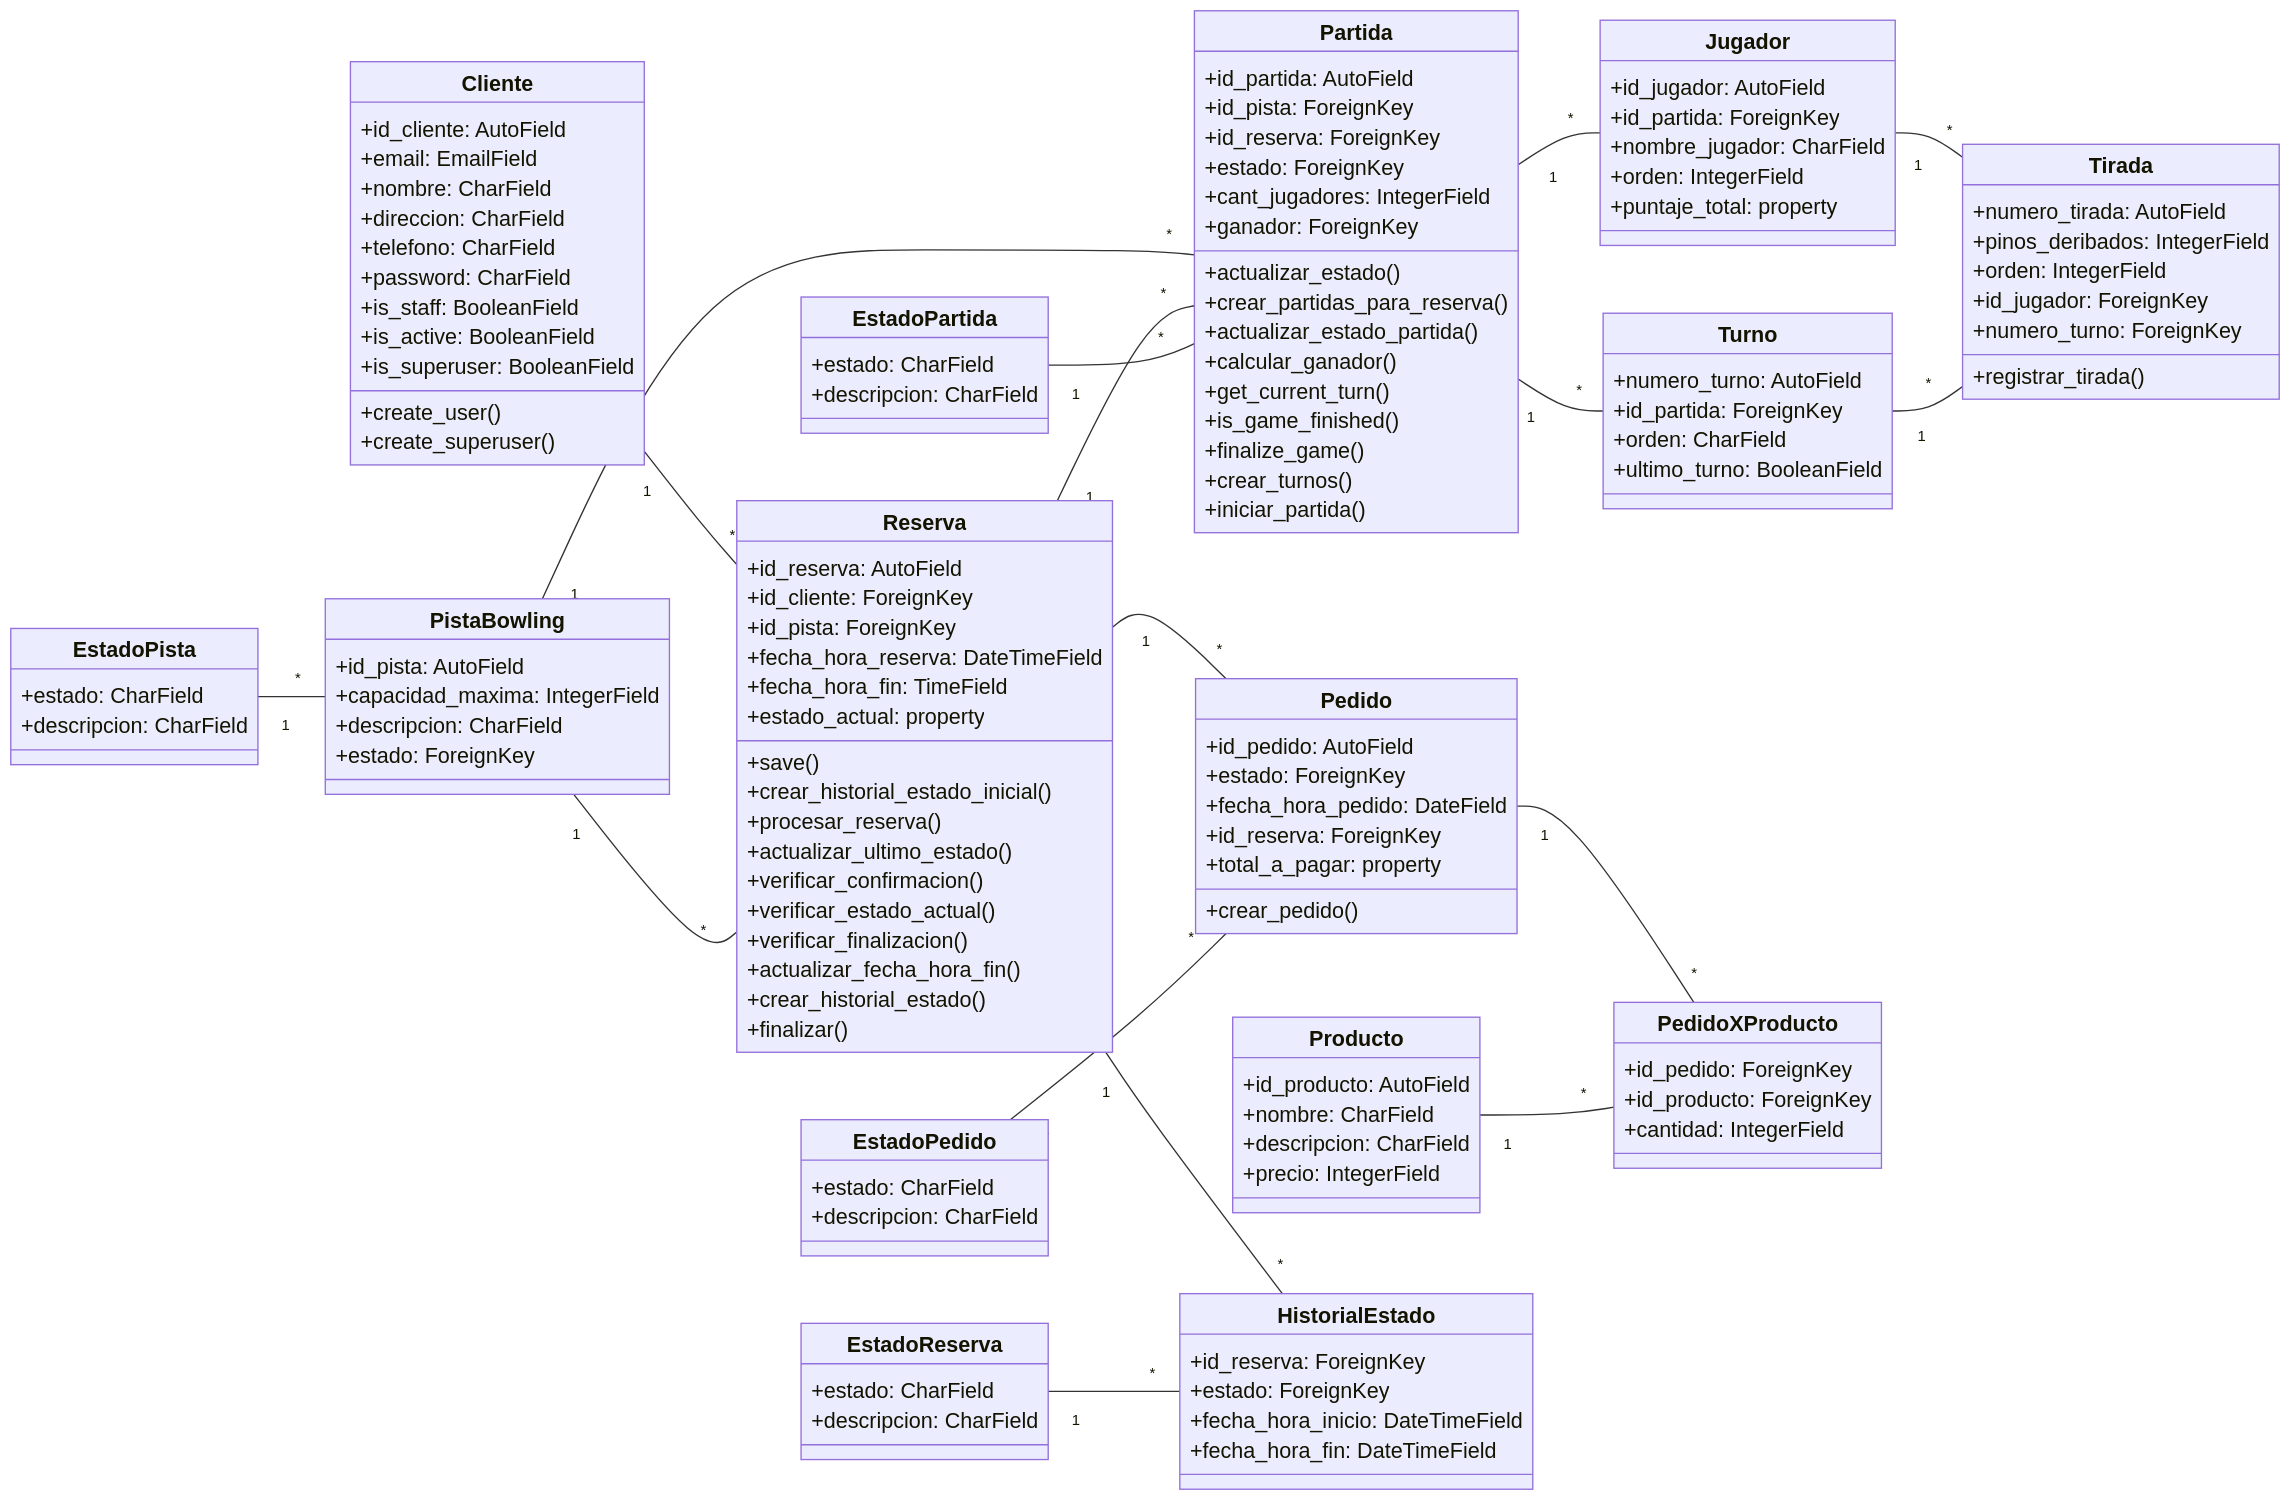 Cliente
+id_cliente: AutoField
+email: EmailField
+nombre: CharField
+direccion: CharField
+telefono: CharField
+password: CharField
+is_staff: BooleanField
+is_active: BooleanField
+is_superuser: BooleanField
+create_user()
+create_superuser()
1
*
EstadoPista
+estado: CharField
+descripcion: CharField
*
1
1
PistaBowling
+id_pista: AutoField
+capacidad_maxima: IntegerField
+descripcion: CharField
+estado: ForeignKey
1
*
EstadoPartida
+estado: CharField
+descripcion: CharField
1
*
*
*
1
Reserva
+id_reserva: AutoField
+id_cliente: ForeignKey
+id_pista: ForeignKey
+fecha_hora_reserva: DateTimeField
+fecha_hora_fin: TimeField
+estado_actual: property
+save()
+crear_historial_estado_inicial()
+procesar_reserva()
+actualizar_ultimo_estado()
+verificar_confirmacion()
+verificar_estado_actual()
+verificar_finalizacion()
+actualizar_fecha_hora_fin()
+crear_historial_estado()
+finalizar()
1
*
1
*
EstadoPedido
+estado: CharField
+descripcion: CharField
EstadoReserva
+estado: CharField
+descripcion: CharField
1
*
Partida
+id_partida: AutoField
+id_pista: ForeignKey
+id_reserva: ForeignKey
+estado: ForeignKey
+cant_jugadores: IntegerField
+ganador: ForeignKey
+actualizar_estado()
+crear_partidas_para_reserva()
+actualizar_estado_partida()
+calcular_ganador()
+get_current_turn()
+is_game_finished()
+finalize_game()
+crear_turnos()
+iniciar_partida()
*
1
*
1
Pedido
+id_pedido: AutoField
+estado: ForeignKey
+fecha_hora_pedido: DateField
+id_reserva: ForeignKey
+total_a_pagar: property
+crear_pedido()
*
1
*
Producto
+id_producto: AutoField
+nombre: CharField
+descripcion: CharField
+precio: IntegerField
1
*
HistorialEstado
+id_reserva: ForeignKey
+estado: ForeignKey
+fecha_hora_inicio: DateTimeField
+fecha_hora_fin: DateTimeField
Jugador
+id_jugador: AutoField
+id_partida: ForeignKey
+nombre_jugador: CharField
+orden: IntegerField
+puntaje_total: property
*
1
Turno
+numero_turno: AutoField
+id_partida: ForeignKey
+orden: CharField
+ultimo_turno: BooleanField
*
1
PedidoXProducto
+id_pedido: ForeignKey
+id_producto: ForeignKey
+cantidad: IntegerField
Tirada
+numero_tirada: AutoField
+pinos_deribados: IntegerField
+orden: IntegerField
+id_jugador: ForeignKey
+numero_turno: ForeignKey
+registrar_tirada()